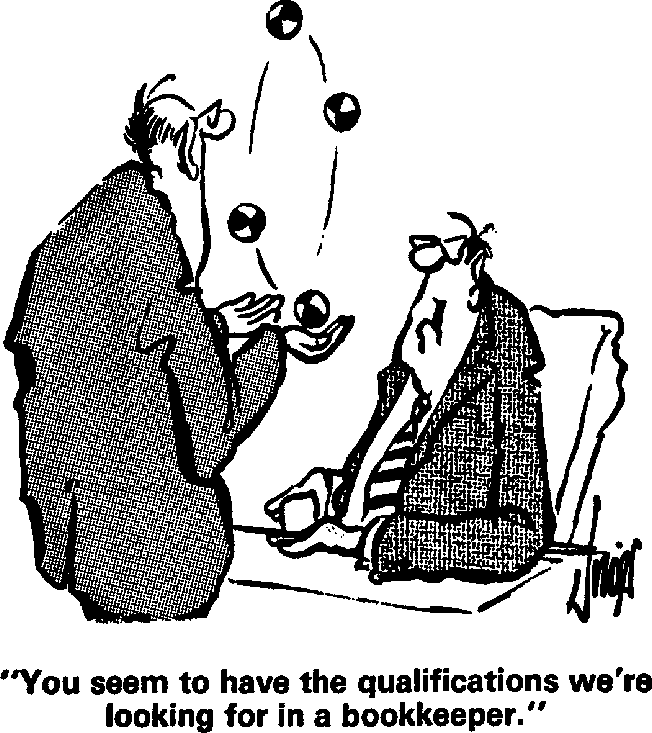 "You seem to have the qualifications we're
looking for in a bookkeeper."